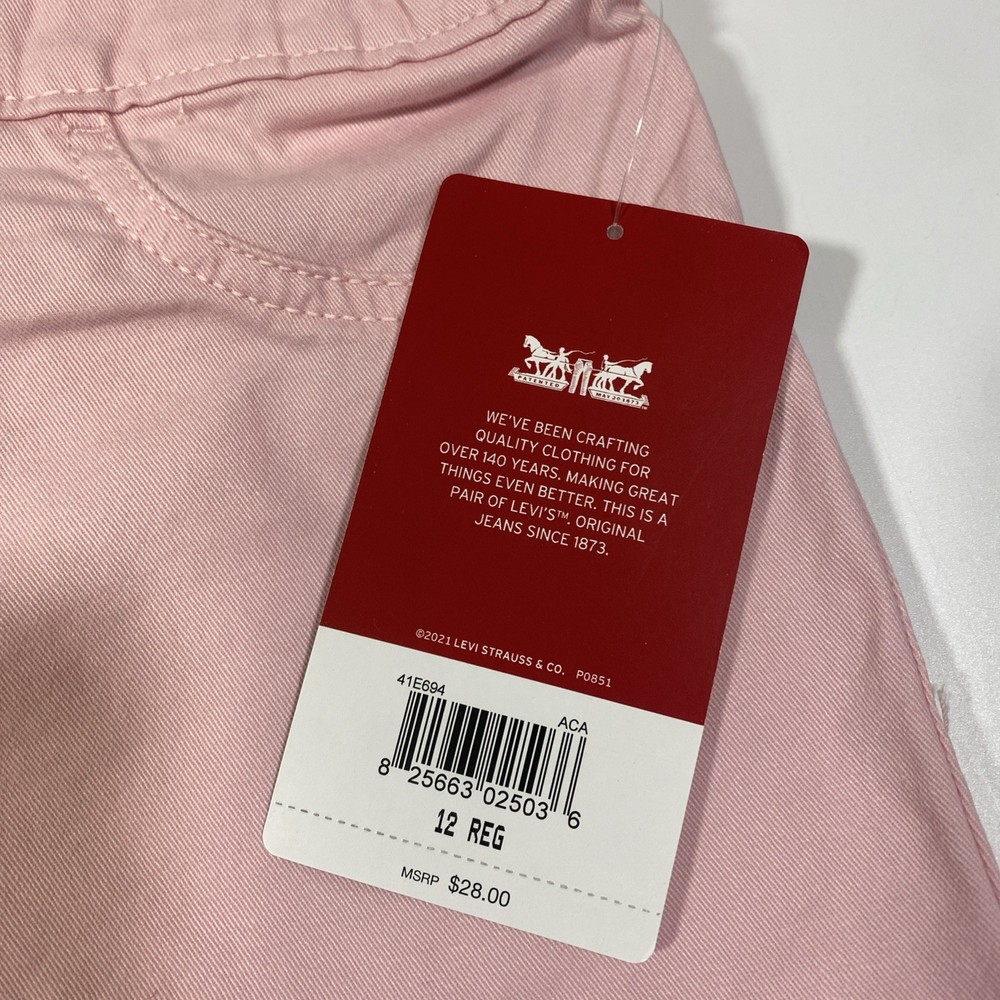 PATENTED
MAY 20 1873
WE'VE BEEN CRAFTING
QUALITY CLOTHING FOR
OVER 140 YEARS. MAKING GREAT
THINGS EVEN BETTER. THIS IS A
PAIR OF LEVI'S™. ORIGINAL
JEANS SINCE 1873.
©2021 LEVI STRAUSS & CO. P0851
41E694
ACA
8 25663 02503 6
12 REG
MSRP $28.00